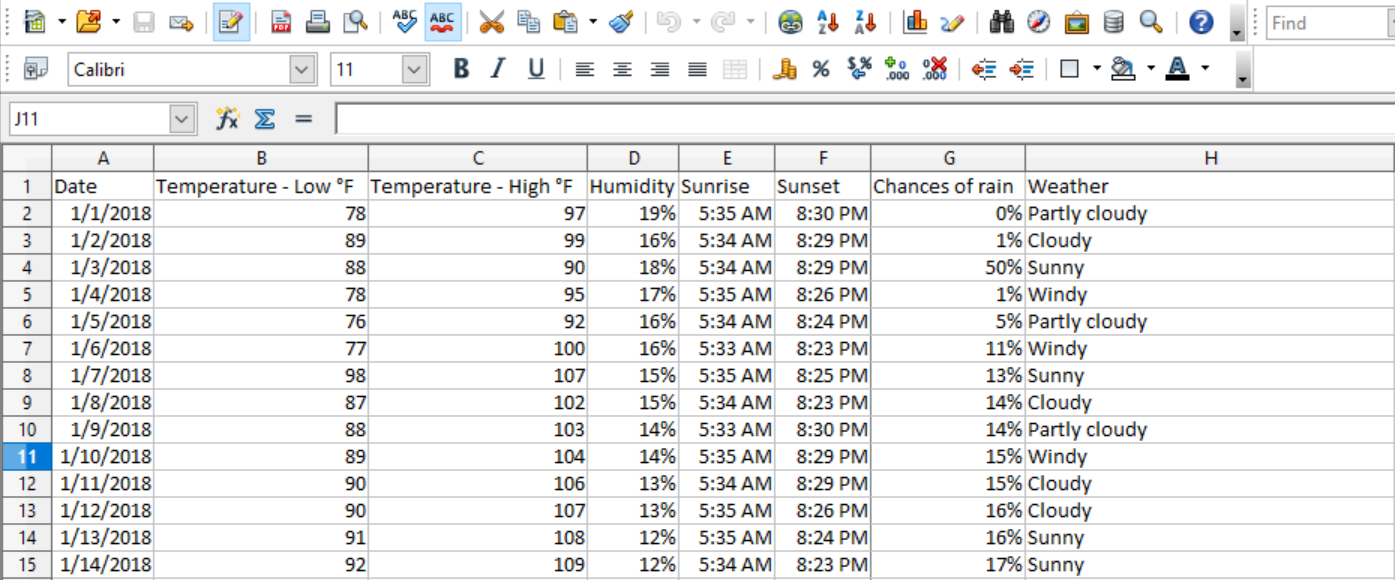 ABC ABC A Z Z A Find
Calibri 11 B I U % $% .000 .000 A
J11 fx Σ =
A B C D E F G H
1 Date Temperature - Low °F Temperature - High °F Humidity Sunrise Sunset Chances of rain Weather
2 1/1/2018 78 97 19% 5:35 AM 8:30 PM 0% Partly cloudy
3 1/2/2018 89 99 16% 5:34 AM 8:29 PM 1% Cloudy
4 1/3/2018 88 90 18% 5:34 AM 8:29 PM 50% Sunny
5 1/4/2018 78 95 17% 5:35 AM 8:26 PM 1% Windy
6 1/5/2018 76 92 16% 5:34 AM 8:24 PM 5% Partly cloudy
7 1/6/2018 77 100 16% 5:33 AM 8:23 PM 11% Windy
8 1/7/2018 98 107 15% 5:35 AM 8:25 PM 13% Sunny
9 1/8/2018 87 102 15% 5:34 AM 8:23 PM 14% Cloudy
10 1/9/2018 88 103 14% 5:33 AM 8:30 PM 14% Partly cloudy
11 1/10/2018 89 104 14% 5:35 AM 8:29 PM 15% Windy
12 1/11/2018 90 106 13% 5:34 AM 8:29 PM 15% Cloudy
13 1/12/2018 90 107 13% 5:35 AM 8:26 PM 16% Cloudy
14 1/13/2018 91 108 12% 5:35 AM 8:24 PM 16% Sunny
15 1/14/2018 92 109 12% 5:34 AM 8:23 PM 17% Sunny